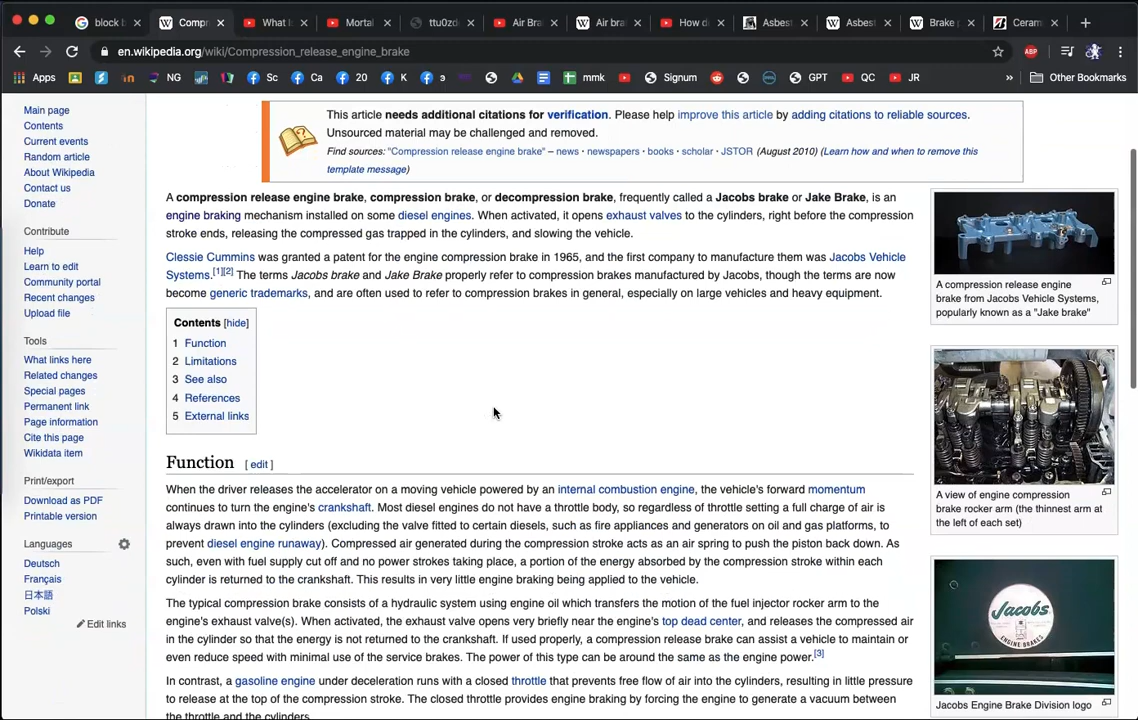 block b
Compr
What I
Mortal
ttu0zd
Air Bra
Air bra
How di
Asbest
Asbest
Brake p
Ceram
en.wikipedia.org/wiki/Compression_release_engine_brake
ABP
Apps
in
NG
Sc
Ca
20
K
э
mmk
Signum
GPT
QC
JR
»
Other Bookmarks
Main page
Contents
Current events
Random article
About Wikipedia
Contact us
Donate
Contribute
Help
Learn to edit
Community portal
Recent changes
Upload file
Tools
What links here
Related changes
Special pages
Permanent link
Page information
Cite this page
Wikidata item
Print/export
Download as PDF
Printable version
Languages
Deutsch
Français
日本語
Polski
Edit links
This article needs additional citations for verification. Please help improve this article by adding citations to reliable sources.
Unsourced material may be challenged and removed.
Find sources: "Compression release engine brake" – news · newspapers · books · scholar · JSTOR (August 2010) (Learn how and when to remove this
template message)
A compression release engine brake, compression brake, or decompression brake, frequently called a Jacobs brake or Jake Brake, is an
engine braking mechanism installed on some diesel engines. When activated, it opens exhaust valves to the cylinders, right before the compression
stroke ends, releasing the compressed gas trapped in the cylinders, and slowing the vehicle.
Clessie Cummins was granted a patent for the engine compression brake in 1965, and the first company to manufacture them was Jacobs Vehicle
Systems.[1][2] The terms Jacobs brake and Jake Brake properly refer to compression brakes manufactured by Jacobs, though the terms are now
become generic trademarks, and are often used to refer to compression brakes in general, especially on large vehicles and heavy equipment.
Contents [hide]
1 Function
2 Limitations
3 See also
4 References
5 External links
Function [ edit ]
When the driver releases the accelerator on a moving vehicle powered by an internal combustion engine, the vehicle's forward momentum
continues to turn the engine's crankshaft. Most diesel engines do not have a throttle body, so regardless of throttle setting a full charge of air is
always drawn into the cylinders (excluding the valve fitted to certain diesels, such as fire appliances and generators on oil and gas platforms, to
prevent diesel engine runaway). Compressed air generated during the compression stroke acts as an air spring to push the piston back down. As
such, even with fuel supply cut off and no power strokes taking place, a portion of the energy absorbed by the compression stroke within each
cylinder is returned to the crankshaft. This results in very little engine braking being applied to the vehicle.
The typical compression brake consists of a hydraulic system using engine oil which transfers the motion of the fuel injector rocker arm to the
engine's exhaust valve(s). When activated, the exhaust valve opens very briefly near the engine's top dead center, and releases the compressed air
in the cylinder so that the energy is not returned to the crankshaft. If used properly, a compression release brake can assist a vehicle to maintain or
even reduce speed with minimal use of the service brakes. The power of this type can be around the same as the engine power.[3]
In contrast, a gasoline engine under deceleration runs with a closed throttle that prevents free flow of air into the cylinders, resulting in little pressure
to release at the top of the compression stroke. The closed throttle provides engine braking by forcing the engine to generate a vacuum between
the throttle and the cylinders.
A compression release engine
brake from Jacobs Vehicle Systems,
popularly known as a "Jake brake"
A view of engine compression
brake rocker arm (the thinnest arm at
the left of each set)
Jacobs
ENGINE BRAKES
Jacobs Engine Brake Division logo